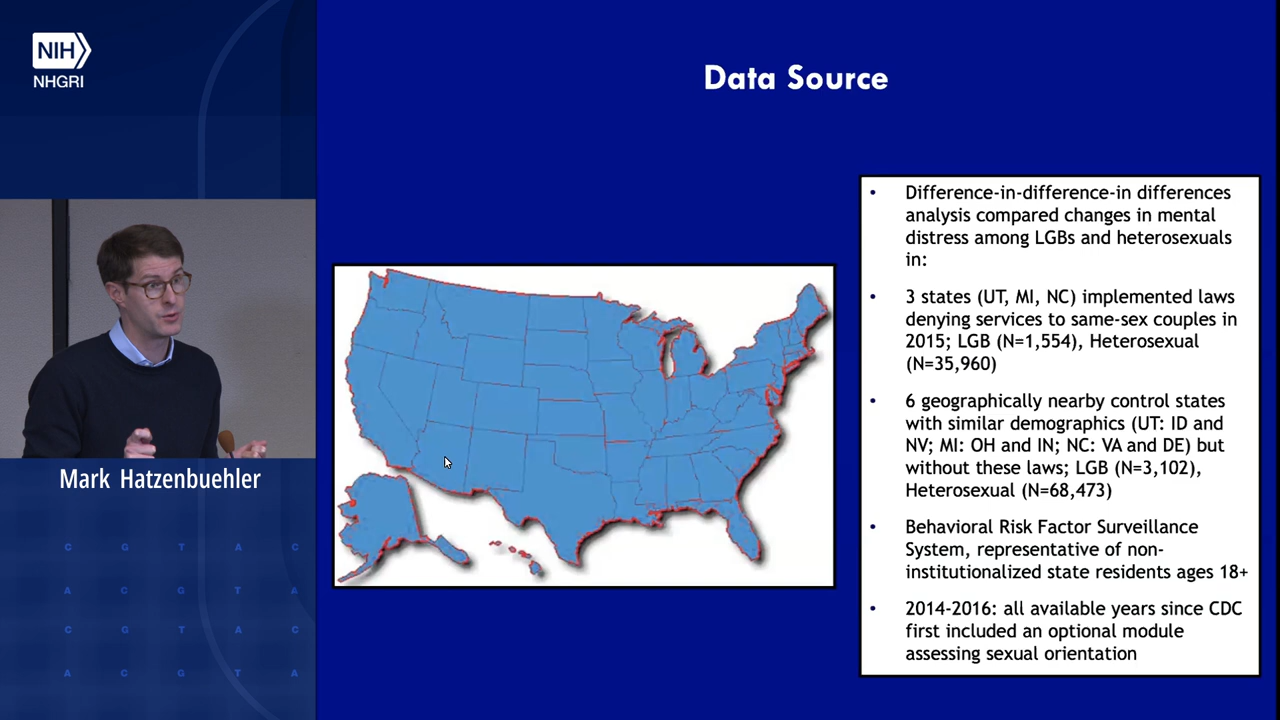 NIH
NHGRI
Data Source
• Difference-in-difference-in differences
analysis compared changes in mental
distress among LGBs and heterosexuals
in:
• 3 states (UT, MI, NC) implemented laws
denying services to same-sex couples in
2015; LGB (N=1,554), Heterosexual
(N=35,960)
• 6 geographically nearby control states
with similar demographics (UT: ID and
NV; MI: OH and IN; NC: VA and DE) but
without these laws; LGB (N=3,102),
Heterosexual (N=68,473)
• Behavioral Risk Factor Surveillance
System, representative of non-
institutionalized state residents ages 18+
• 2014-2016: all available years since CDC
first included an optional module
assessing sexual orientation
Mark Hatzenbuehler
C G T A C
A C G T A
C G T A C
A C G T A